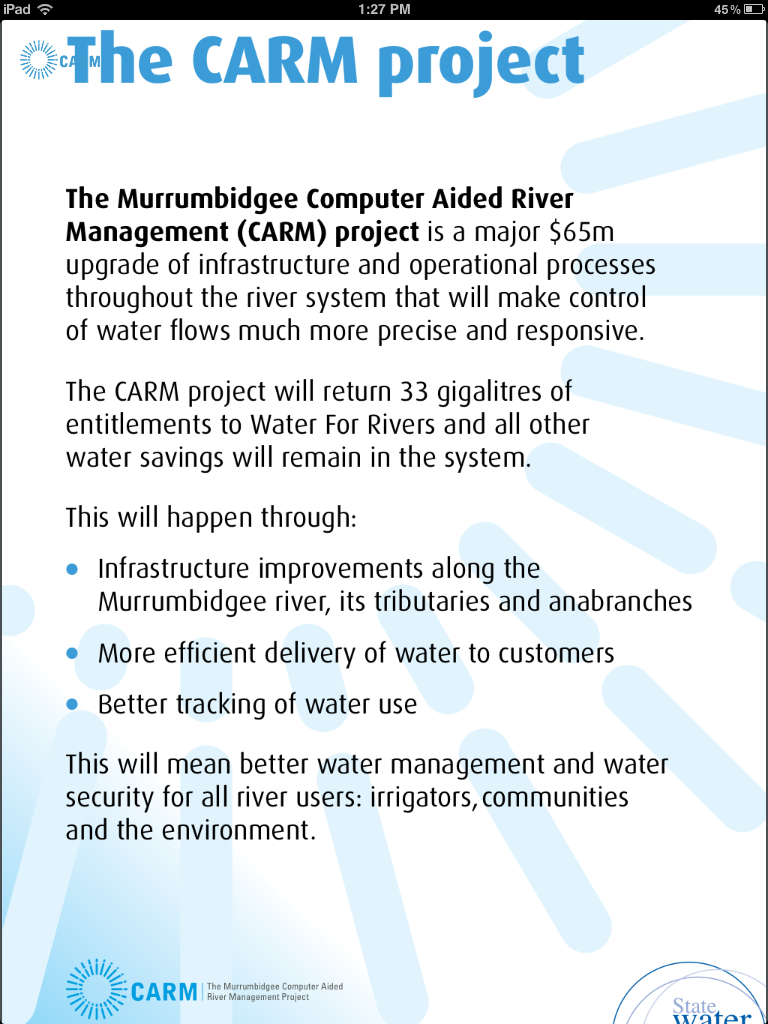 iPad 1:27 PM 45%
CARM
The CARM project
The Murrumbidgee Computer Aided River
Management (CARM) project is a major $65m
upgrade of infrastructure and operational processes
throughout the river system that will make control
of water flows much more precise and responsive.
The CARM project will return 33 gigalitres of
entitlements to Water For Rivers and all other
water savings will remain in the system.
This will happen through:
• Infrastructure improvements along the
Murrumbidgee river, its tributaries and anabranches
• More efficient delivery of water to customers
• Better tracking of water use
This will mean better water management and water
security for all river users: irrigators, communities
and the environment.
CARM
The Murrumbidgee Computer Aided
River Management Project
State
water